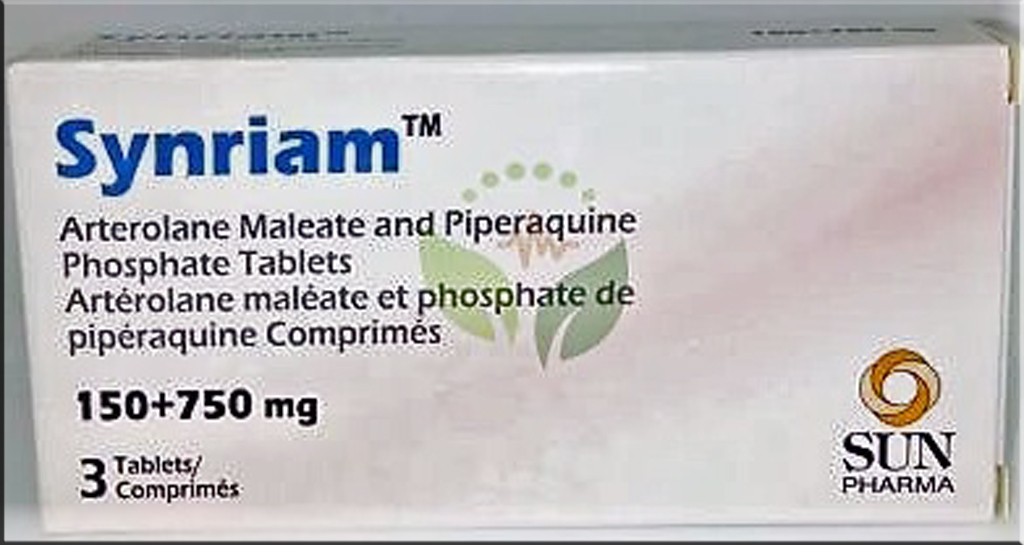 Synriam™
Arterolane Maleate and Piperaquine
Phosphate Tablets
Artérolane maléate et phosphate de
pipéraquine Comprimés
150+750 mg
3 Tablets/
Comprimés
SUN
PHARMA